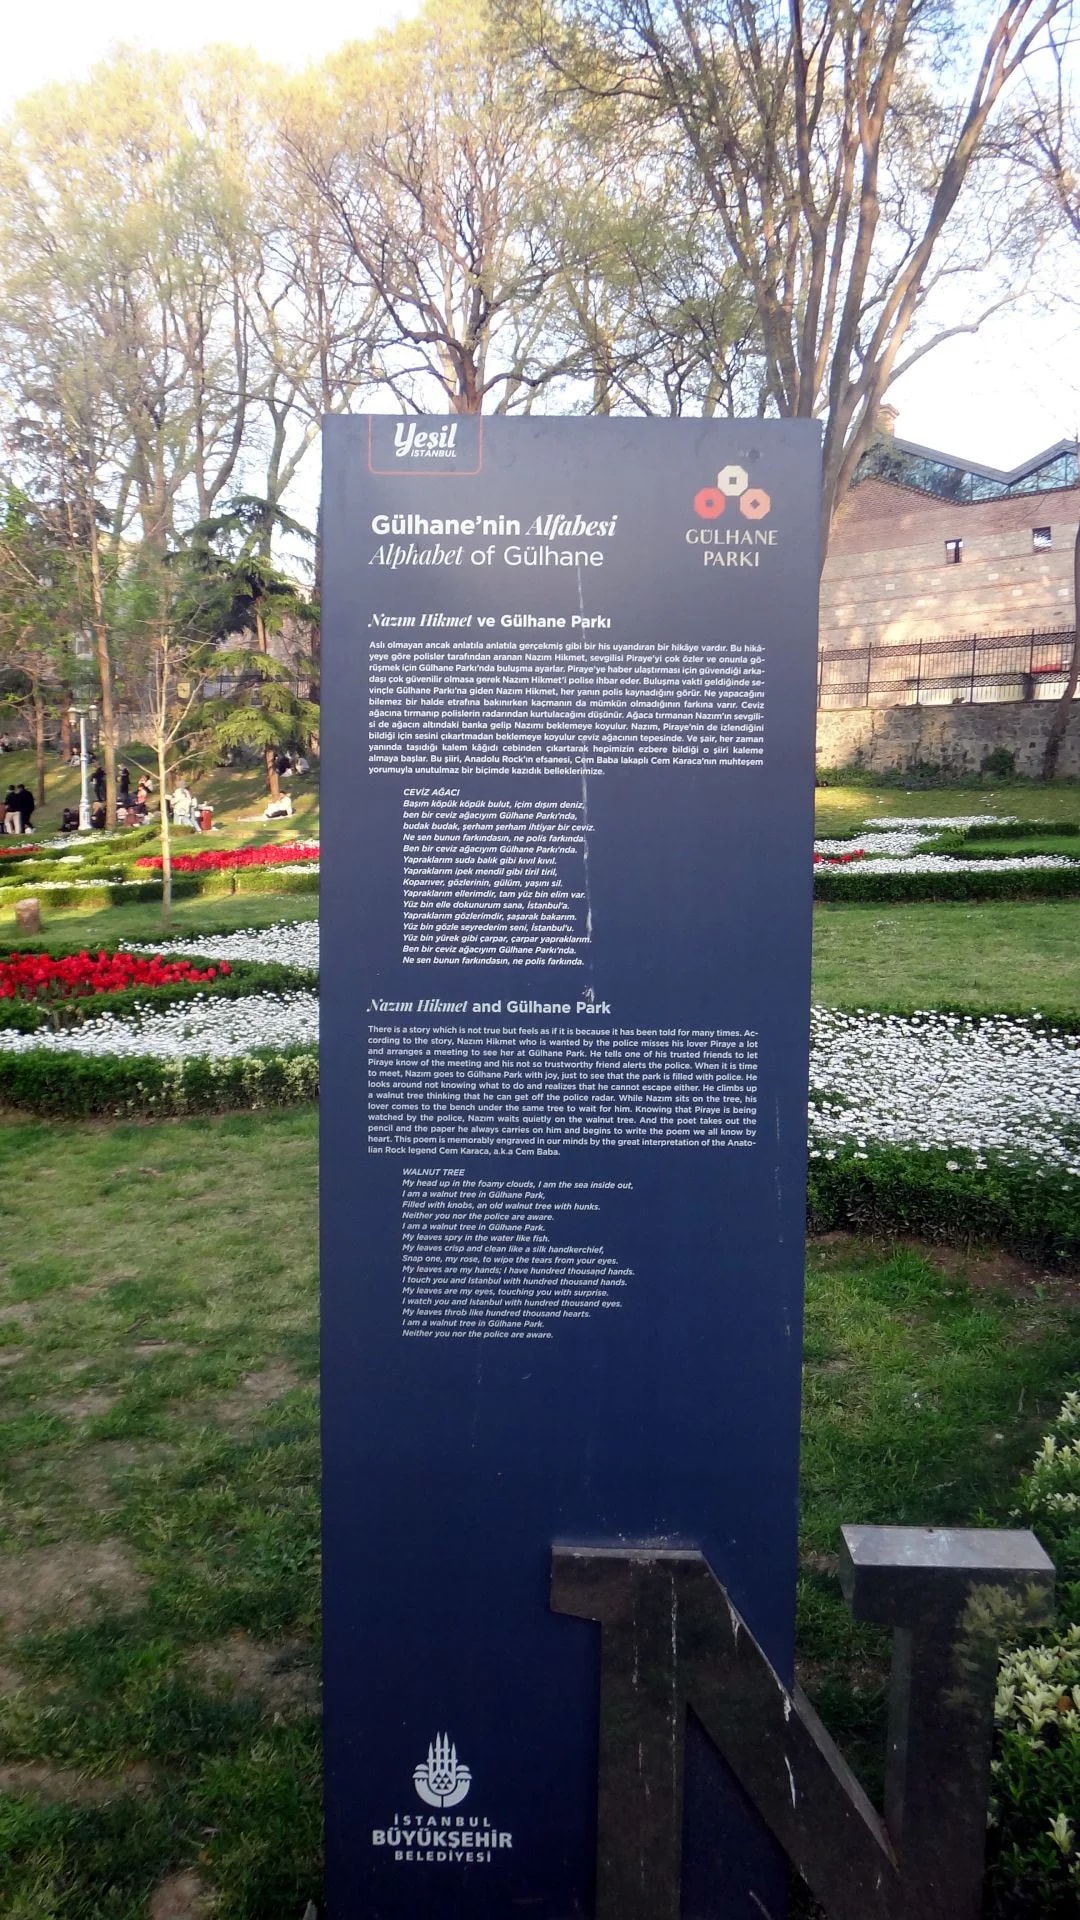 Yeşil
İSTANBUL
Gülhane'nin Alfabesi
Alphabet of Gülhane
GÜLHANE
PARKI
Nazım Hikmet ve Gülhane Parkı
Aslı olmayan ancak anlatıla anlatıla gerçekmiş gibi bir his uyandıran bir hikâye vardır. Bu hikâ-
yeye göre polisler tarafından aranan Nazım Hikmet, sevgilisi Piraye'yi çok özler ve onunla gö-
rüşmek için Gülhane Parkı'nda buluşma ayarlar. Piraye'ye haber ulaştırması için güvendiği arka-
daşı çok güvenilir olmasa gerek Nazım Hikmet'i polise ihbar eder. Buluşma vakti geldiğinde se-
vinçle Gülhane Parkı'na giden Nazım Hikmet, her yanın polis kaynadığını görür. Ne yapacağını
bilemez bir halde etrafına bakınırken kaçmanın da mümkün olmadığının farkına varır. Ceviz
ağacına tırmanıp polislerin radarından kurtulacağını düşünür. Ağaca tırmanan Nazım'ın sevgili-
si de ağacın altındaki banka gelip Nazımı beklemeye koyulur. Nazım, Piraye'nin de izlendiğini
bildiği için sesini çıkartmadan beklemeye koyulur ceviz ağacının tepesinde. Ve şair, her zaman
yanında taşıdığı kalem kâğıdı cebinden çıkartarak hepimizin ezbere bildiği o şiiri kaleme
almaya başlar. Bu şiiri, Anadolu Rock'ın efsanesi, Cem Baba lakaplı Cem Karaca'nın muhteşem
yorumuyla unutulmaz bir biçimde kazıdık belleklerimize.
CEVİZ AĞACI
Başım köpük köpük bulut, içim dışım deniz,
ben bir ceviz ağacıyım Gülhane Parkı'nda,
budak budak, şerham şerham ihtiyar bir ceviz.
Ne sen bunun farkındasın, ne polis farkında.
Ben bir ceviz ağacıyım Gülhane Parkı'nda.
Yapraklarım suda balık gibi kıvıl kıvıl.
Yapraklarım ipek mendil gibi tiril tiril,
Koparıver, gözlerinin, gülüm, yaşını sil.
Yapraklarım ellerimdir, tam yüz bin elim var.
Yüz bin elle dokunurum sana, İstanbul'a.
Yapraklarım gözlerimdir, şaşarak bakarım.
Yüz bin gözle seyrederim seni, İstanbul'u.
Yüz bin yürek gibi çarpar, çarpar yapraklarım.
Ben bir ceviz ağacıyım Gülhane Parkı'nda.
Ne sen bunun farkındasın, ne polis farkında.
Nazım Hikmet and Gülhane Park
There is a story which is not true but feels as if it is because it has been told for many times. Ac-
cording to the story, Nazım Hikmet who is wanted by the police misses his lover Piraye a lot
and arranges a meeting to see her at Gülhane Park. He tells one of his trusted friends to let
Piraye know of the meeting and his not so trustworthy friend alerts the police. When it is time
to meet, Nazım goes to Gülhane Park with joy, just to see that the park is filled with police. He
looks around not knowing what to do and realizes that he cannot escape either. He climbs up
a walnut tree thinking that he can get off the police radar. While Nazım sits on the tree, his
lover comes to the bench under the same tree to wait for him. Knowing that Piraye is being
watched by the police, Nazım waits quietly on the walnut tree. And the poet takes out the
pencil and the paper he always carries on him and begins to write the poem we all know by
heart. This poem is memorably engraved in our minds by the great interpretation of the Anato-
lian Rock legend Cem Karaca, a.k.a Cem Baba.
WALNUT TREE
My head up in the foamy clouds, I am the sea inside out,
I am a walnut tree in Gülhane Park,
Filled with knobs, an old walnut tree with hunks.
Neither you nor the police are aware.
I am a walnut tree in Gülhane Park.
My leaves spry in the water like fish.
My leaves crisp and clean like a silk handkerchief,
Snap one, my rose, to wipe the tears from your eyes.
My leaves are my hands; I have hundred thousand hands.
I touch you and Istanbul with hundred thousand hands.
My leaves are my eyes, touching you with surprise.
I watch you and Istanbul with hundred thousand eyes.
My leaves throb like hundred thousand hearts.
I am a walnut tree in Gülhane Park.
Neither you nor the police are aware.
N
İSTANBUL
BÜYÜKŞEHİR
BELEDİYESİ